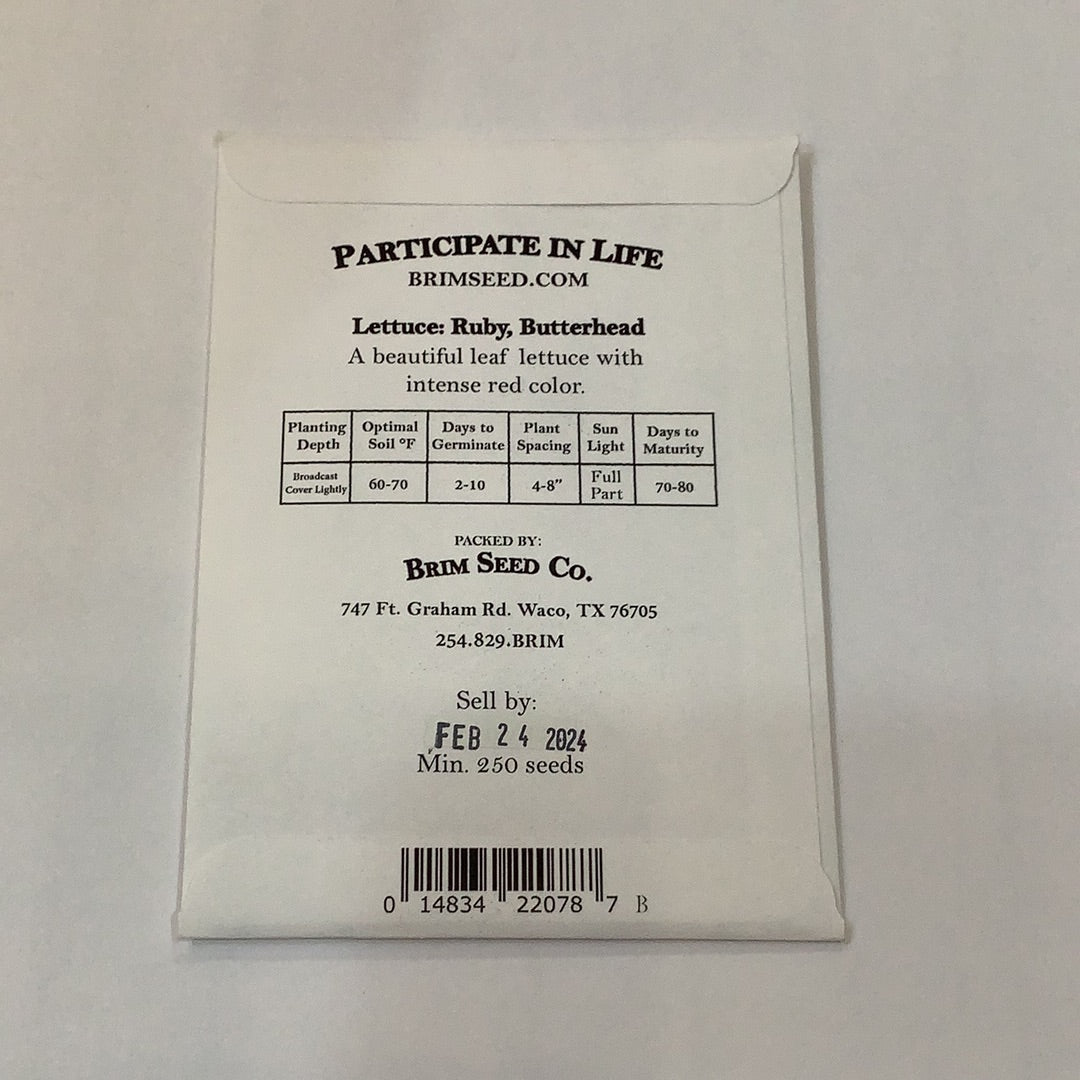 PARTICIPATE IN LIFE
BRIMSEED.COM
Lettuce: Ruby, Butterhead
A beautiful leaf lettuce with
intense red color.
Planting Depth Optimal Soil °F Days to Germinate Plant Spacing Sun Light Days to Maturity
Broadcast Cover Lightly 60-70 2-10 4-8” Full Part 70-80
PACKED BY:
BRIM SEED CO.
747 Ft. Graham Rd. Waco, TX 76705
254.829.BRIM
Sell by:
FEB 24 2024
Min. 250 seeds
0 14834 22078 7 B